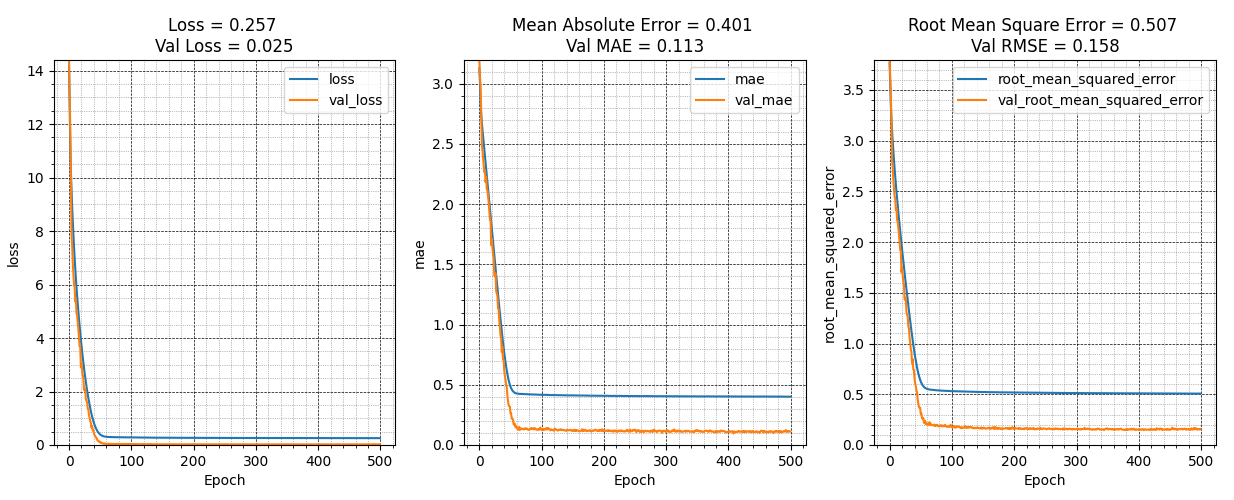 Loss = 0.257
Val Loss = 0.025
loss
val_loss
14
12
10
8
6
4
2
0
0 100 200 300 400 500
loss
Epoch
Mean Absolute Error = 0.401
Val MAE = 0.113
mae
val_mae
3.0
2.5
2.0
1.5
1.0
0.5
0.0
0 100 200 300 400 500
mae
Epoch
Root Mean Square Error = 0.507
Val RMSE = 0.158
root_mean_squared_error
val_root_mean_squared_error
3.5
3.0
2.5
2.0
1.5
1.0
0.5
0.0
0 100 200 300 400 500
root_mean_squared_error
Epoch